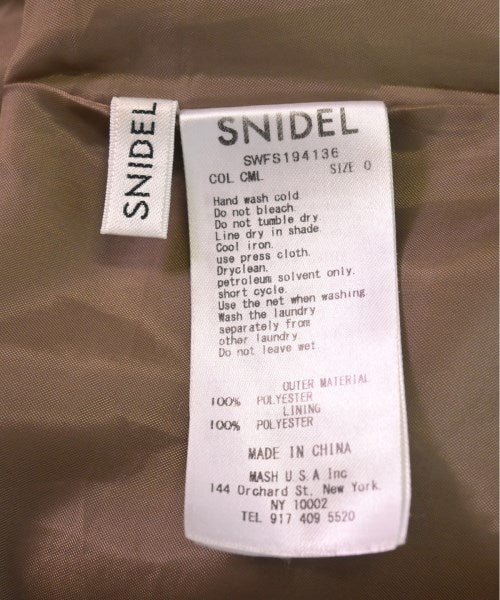 SNIDEL
SNIDEL
SWFS194136
COL CML SIZE 0
Hand wash cold.
Do not bleach.
Do not tumble dry.
Line dry in shade.
Cool iron.
use press cloth.
Dryclean.
petroleum solvent only.
short cycle.
Use the net when washing
Wash the laundry
separately from
other laundry
Do not leave wet.
OUTER MATERIAL
100% POLYESTER
LINING
100% POLYESTER
MADE IN CHINA
MASH U.S.A Inc
144 Orchard St. New York
NY 10002
TEL 917 409 5520